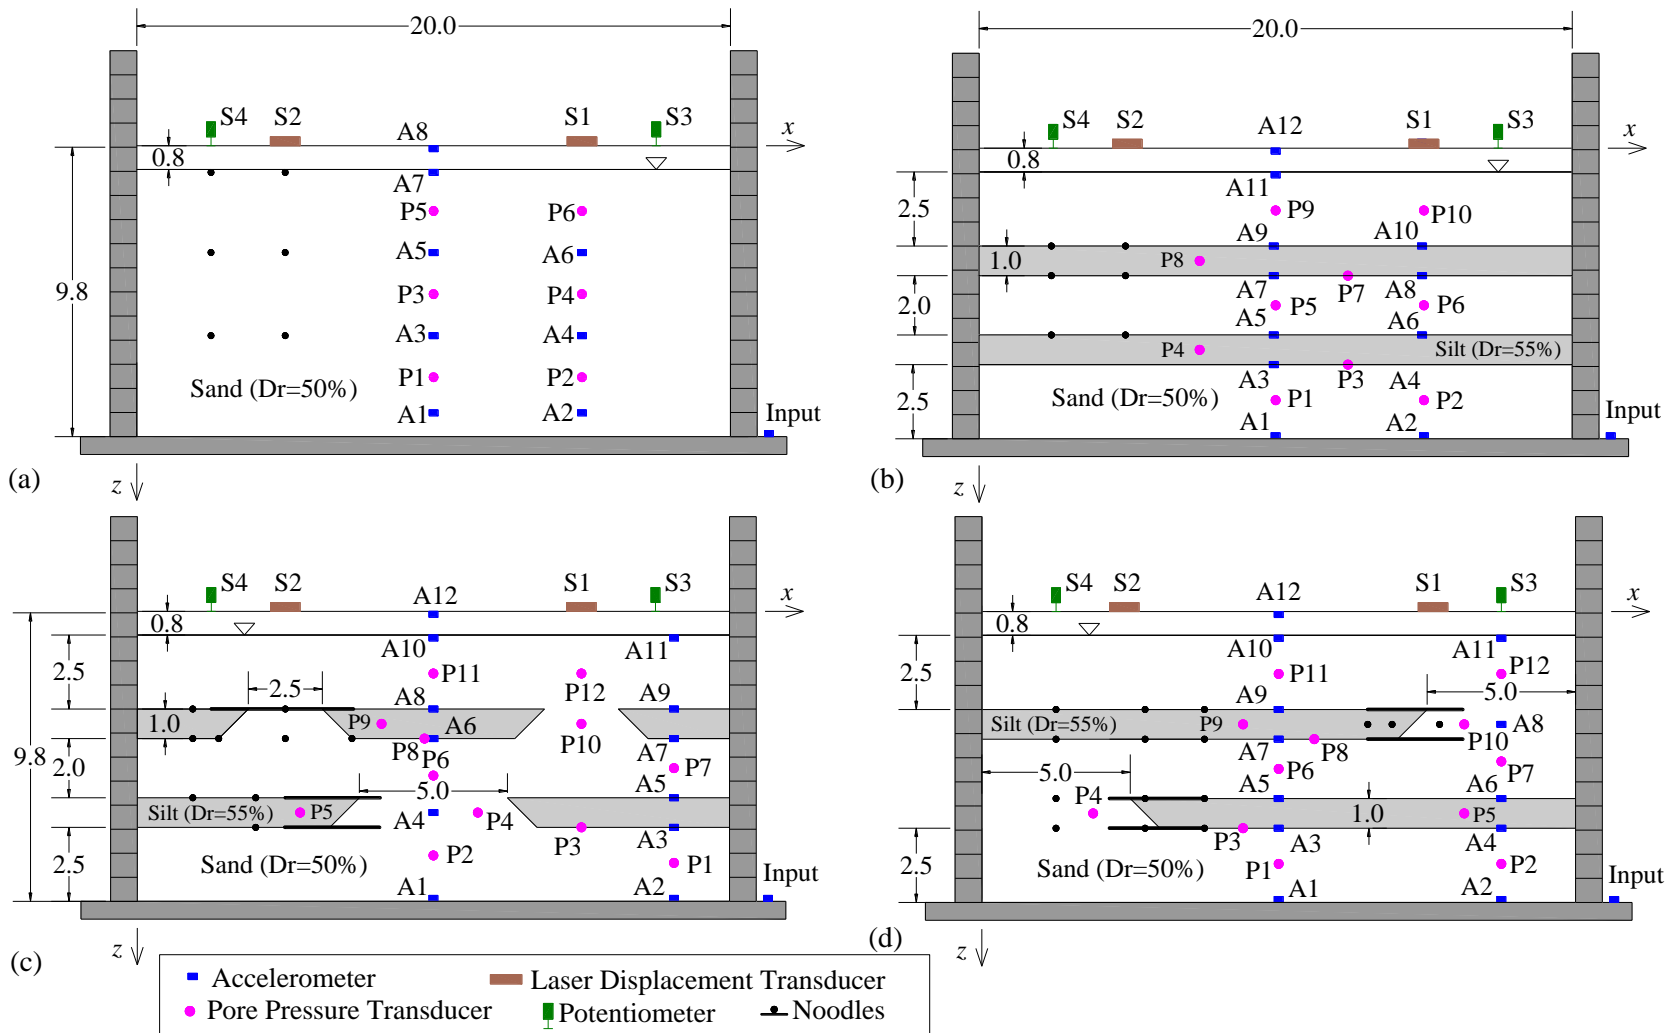 20.0
S4 S2 A8 S1 S3 x
0.8
A7
P5 P6
A5 A6
9.8
P3 P4
A3 A4
P1 P2
Sand (Dr=50%)
A1 A2 Input
(a)
z
20.0
S4 S2 A12 S1 S3 x
0.8
A11
2.5 P9 P10
A9 A10
1.0 P8
A7 P7 A8
2.0 P5 P6
A5 A6
P4 Silt (Dr=55%)
A3 P3 A4
2.5 Sand (Dr=50%) P1 P2 Input
A1 A2
(b)
z
S4 S2 A12 S1 S3 x
0.8
A10 A11
2.5 P11 P12
2.5 A8 A9
1.0 P9 A6 P10
P8 A7
9.8 2.0 P6 P7
5.0 A5
Silt (Dr=55%) P5 A4 P4
P3 A3
2.5 Sand (Dr=50%) P2 P1 Input
A1 A2
(c)
z
S4 S2 A12 S1 S3 x
0.8
A10 A11
2.5 P11 P12
A9 5.0
Silt (Dr=55%) P9 A8
A7 P8 P10
5.0 P6 P7
A5 A6
P4 1.0 P5
P3 A3 A4
2.5 Sand (Dr=50%) P1 P2 Input
A1 A2
(d)
z
Accelerometer Laser Displacement Transducer
Pore Pressure Transducer Potentiometer Noodles